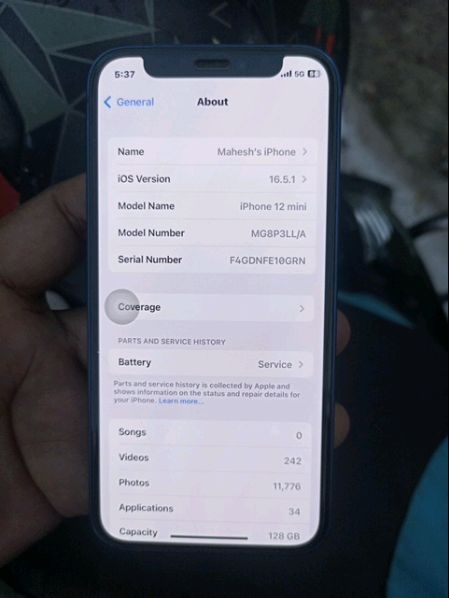 5:37 5G
General About
Name Mahesh's iPhone
iOS Version 16.5.1
Model Name iPhone 12 mini
Model Number MG8P3LL/A
Serial Number F4GDNFE10GRN
Coverage
PARTS AND SERVICE HISTORY
Battery Service
Parts and service history is collected by Apple and
shows information on the status and repair details for
your iPhone. Learn more...
Songs 0
Videos 242
Photos 11,776
Applications 34
Capacity 128 GB